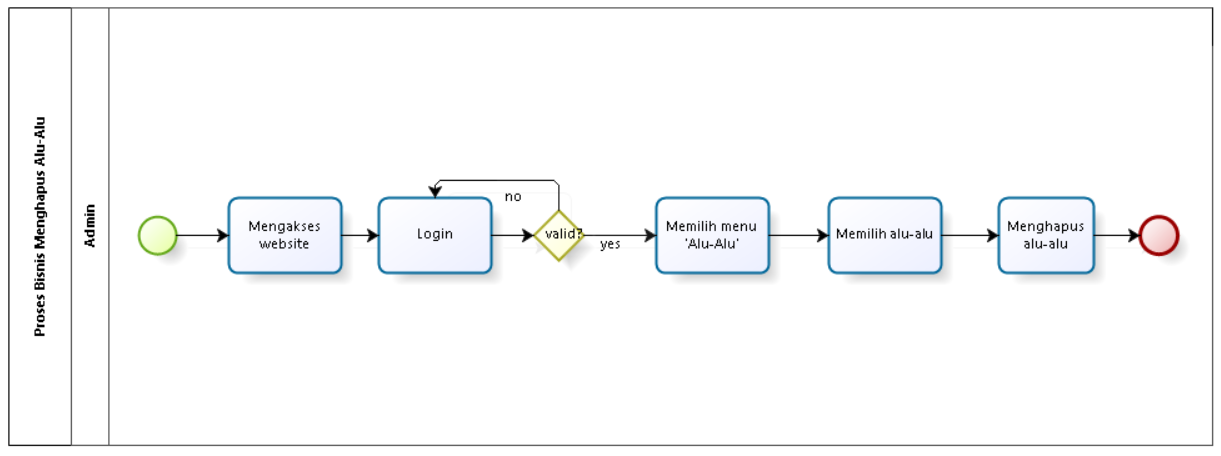 Proses Bisnis Menghapus Alu-Alu
Admin
Mengakses
website
Login
no
valid?
yes
Memilih menu
'Alu-Alu'
Memilih alu-alu
Menghapus
alu-alu